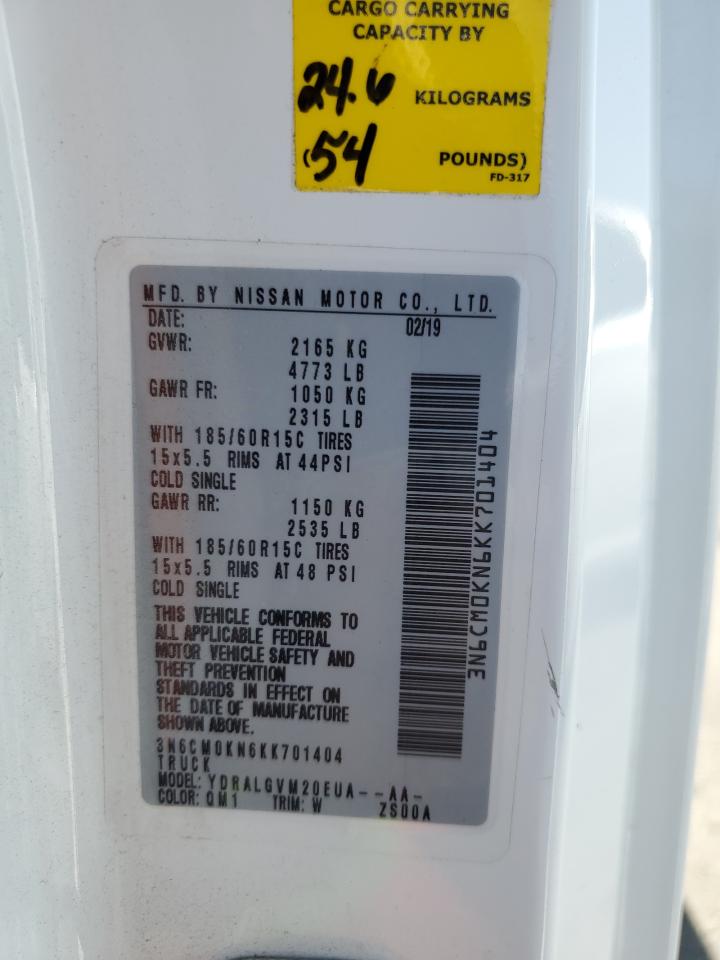 CARGO CARRYING
CAPACITY BY
24.6 KILOGRAMS
(54 POUNDS)
FD-317
MFD. BY NISSAN MOTOR CO., LTD.
DATE: 02/19
GVWR: 2165 KG
4773 LB
GAWR FR: 1050 KG
2315 LB
WITH 185/60R15C TIRES
15x5.5 RIMS AT 44PSI
COLD SINGLE
GAWR RR: 1150 KG
2535 LB
WITH 185/60R15C TIRES
15x5.5 RIMS AT 48 PSI
COLD SINGLE
THIS VEHICLE CONFORMS TO
ALL APPLICABLE FEDERAL
MOTOR VEHICLE SAFETY AND
THEFT PREVENTION
STANDARDS IN EFFECT ON
THE DATE OF MANUFACTURE
SHOWN ABOVE.
3N6CM0KN6KK701404
TRUCK
MODEL: YDRALGVM20EUA--AA-
COLOR: QM1 TRIM: W ZS00A
3N6CM0KN6KK701404